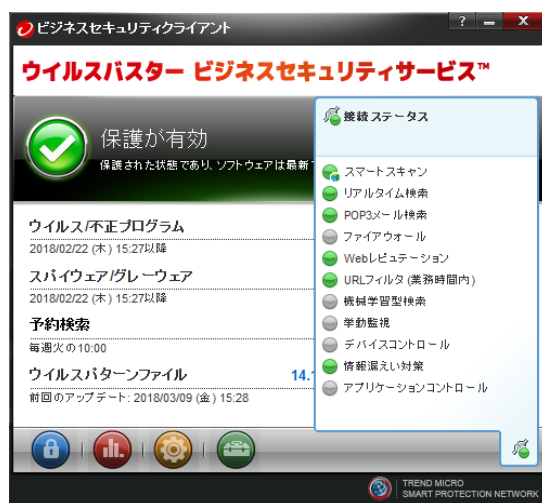 ビジネスセキュリティクライアント
ウイルスバスター ビジネスセキュリティサービス™
保護が有効
保護された状態であり、ソフトウェアは最新
ウイルス/不正プログラム
2018/02/22 (木) 15:27以降
スパイウェア/グレーウェア
2018/02/22 (木) 15:27以降
予約検索
毎週火の10:00
ウイルスパターンファイル 14.
前回のアップデート: 2018/03/09 (金) 15:28
接続ステータス
スマートスキャン
リアルタイム検索
POP3メール検索
ファイアウォール
Webレピュテーション
URLフィルタ (業務時間内)
機械学習型検索
挙動監視
デバイスコントロール
情報漏えい対策
アプリケーションコントロール
TREND MICRO
SMART PROTECTION NETWORK